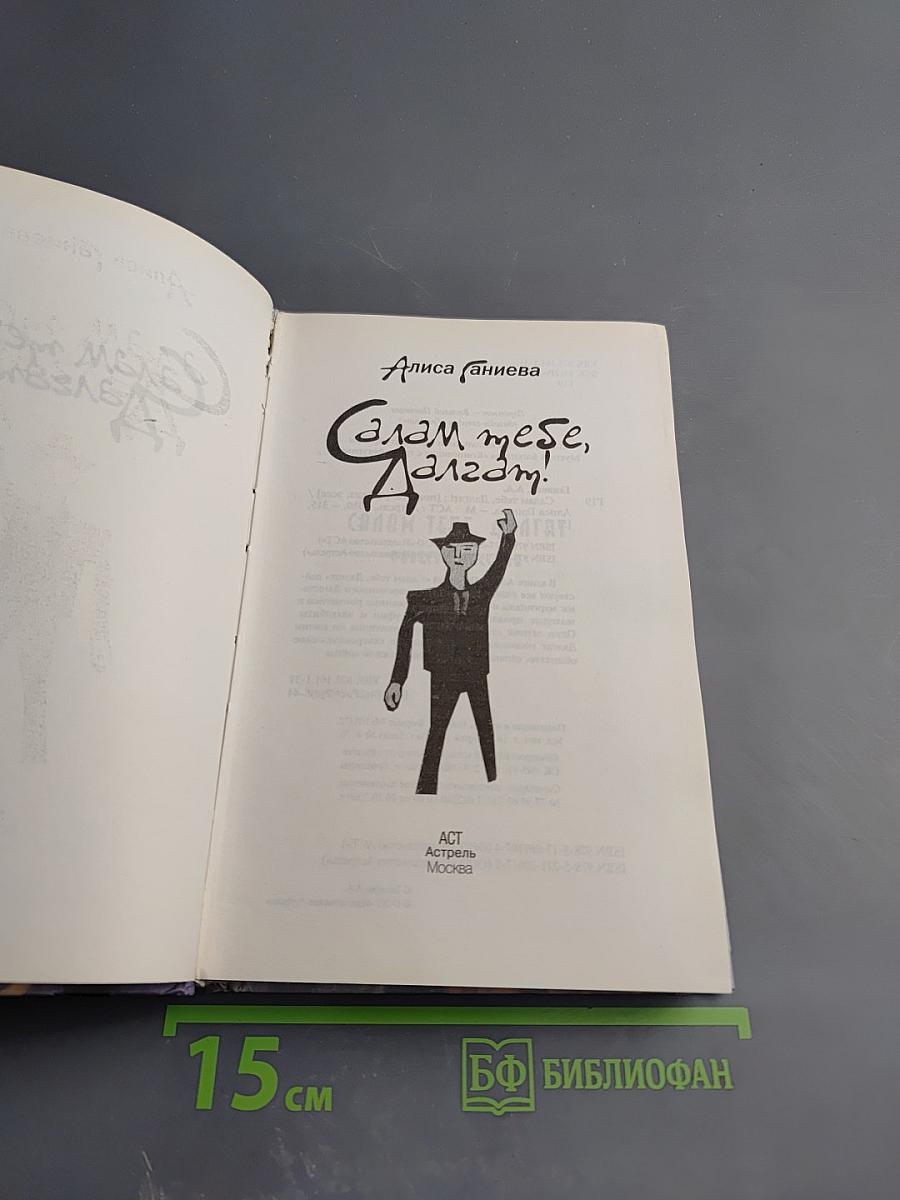 Алиса Ганиева
Салам тебе,
Далгат!
АСТ
Астрель
Москва
15 см
БФ БИБЛИОФАН